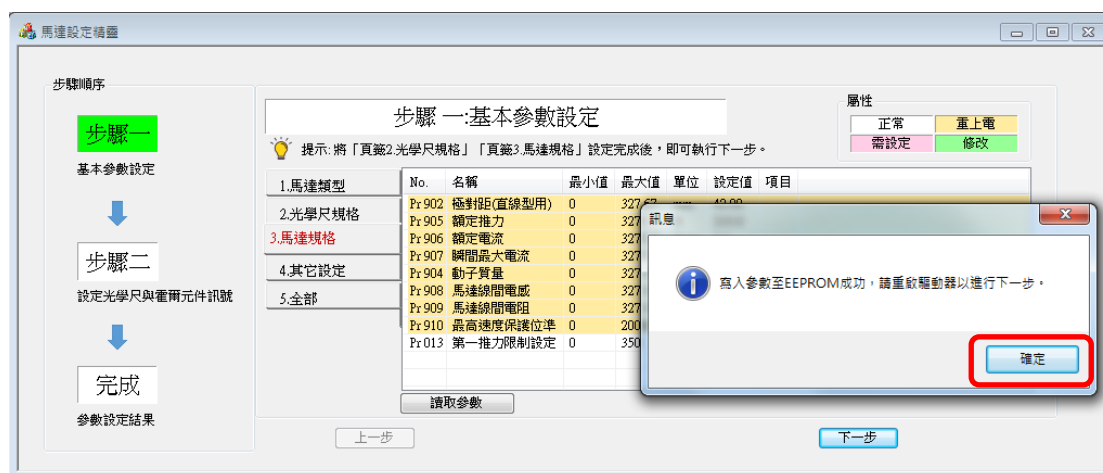 馬達設定精靈
步驟順序
步驟一
基本參數設定
步驟二
設定光學尺與霍爾元件訊號
完成
參數設定結果
步驟 一:基本參數設定
提示: 將「頁籤2.光學尺規格」「頁籤3.馬達規格」設定完成後，即可執行下一步。
屬性
正常 重上電
需設定 修改
1.馬達類型
2.光學尺規格
3.馬達規格
4.其它設定
5.全部
No. 名稱 最小值 最大值 單位 設定值 項目
Pr 902 極對距(直線型用) 0 327.67
Pr 905 額定推力 0 327
Pr 906 額定電流 0 327
Pr 907 瞬間最大電流 0 327
Pr 904 動子質量 0 327
Pr 908 馬達線間電感 0 327
Pr 909 馬達線間電阻 0 327
Pr 910 最高速度保護位準 0 200
Pr 013 第一推力限制設定 0 350
讀取參數
上一步
下一步
訊息
寫入參數至EEPROM成功，請重啟驅動器以進行下一步。
確定